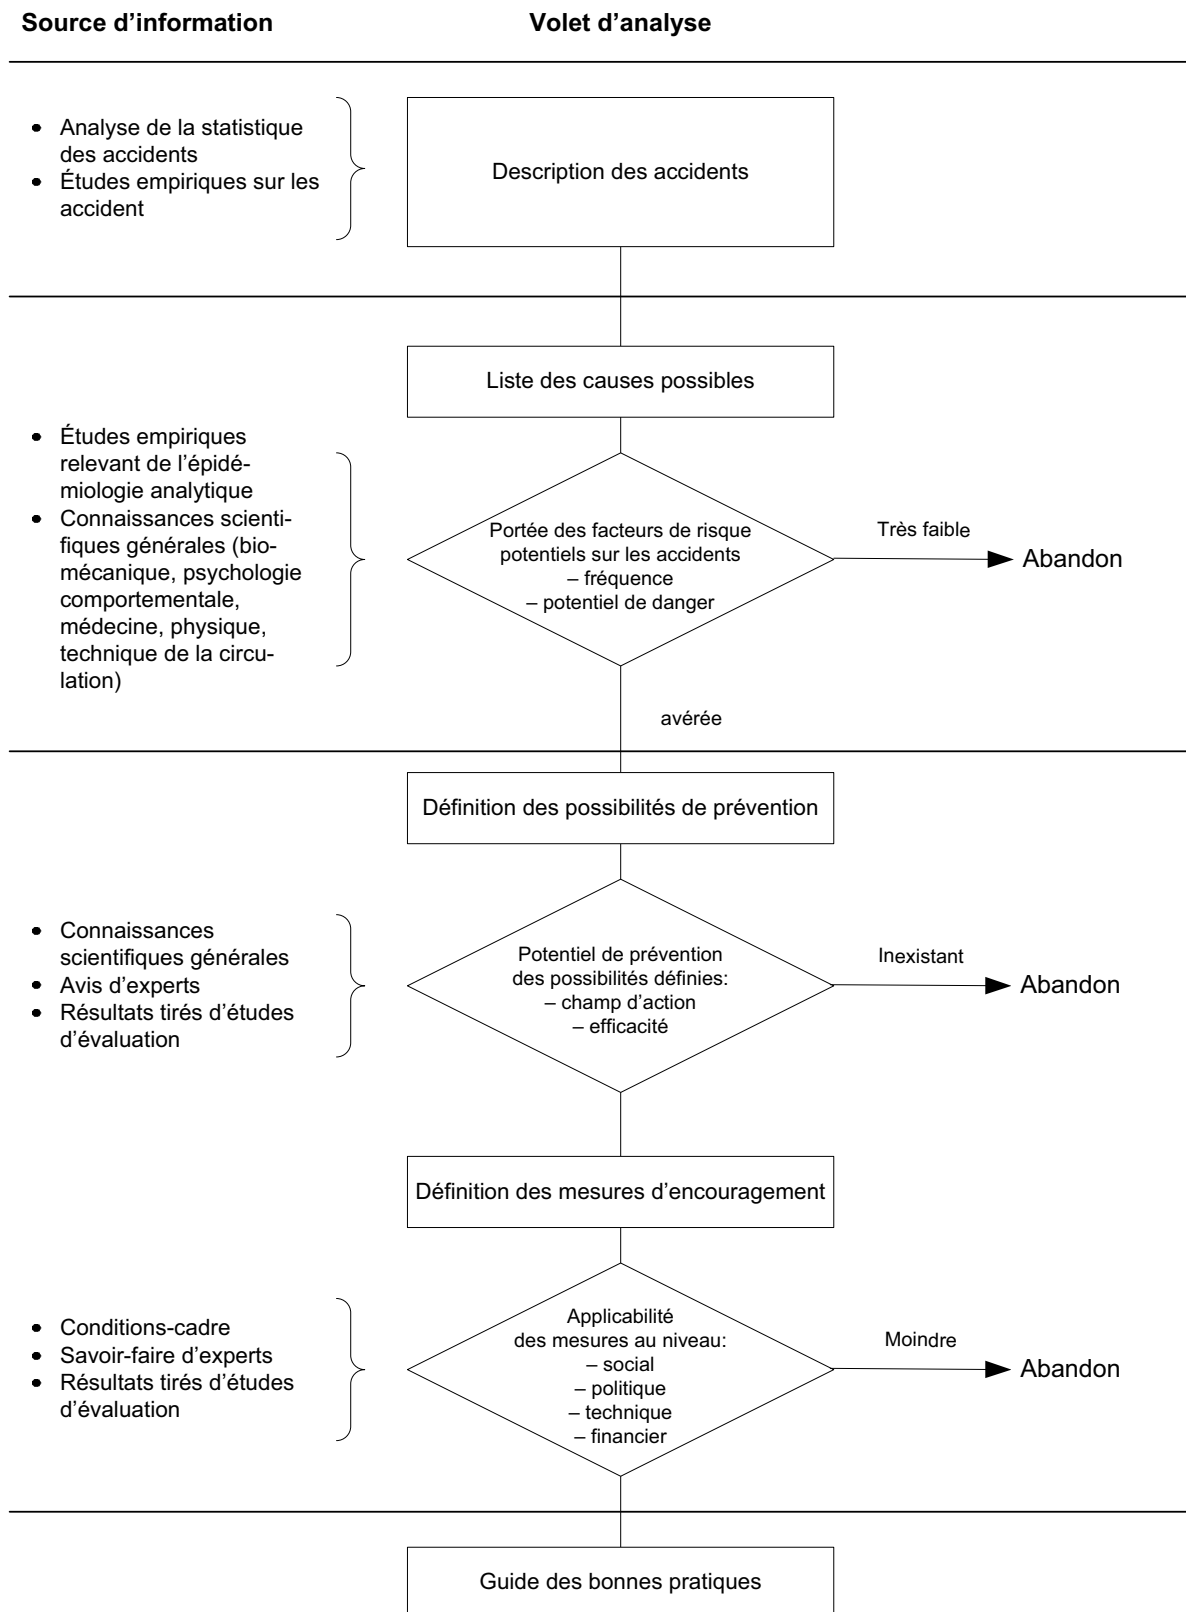 Source d’information
Volet d’analyse
• Analyse de la statistique
des accidents
• Études empiriques sur les
accident
Description des accidents
Liste des causes possibles
• Études empiriques
relevant de l’épidé-
miologie analytique
• Connaissances scienti-
fiques générales (bio-
mécanique, psychologie
comportementale,
médecine, physique,
technique de la circu-
lation)
Portée des facteurs de risque
potentiels sur les accidents
– fréquence
– potentiel de danger
Très faible
Abandon
avérée
Définition des possibilités de prévention
• Connaissances
scientifiques générales
• Avis d’experts
• Résultats tirés d’études
d’évaluation
Potentiel de prévention
des possibilités définies:
– champ d’action
– efficacité
Inexistant
Abandon
Définition des mesures d’encouragement
• Conditions-cadre
• Savoir-faire d’experts
• Résultats tirés d’études
d’évaluation
Applicabilité
des mesures au niveau:
– social
– politique
– technique
– financier
Moindre
Abandon
Guide des bonnes pratiques